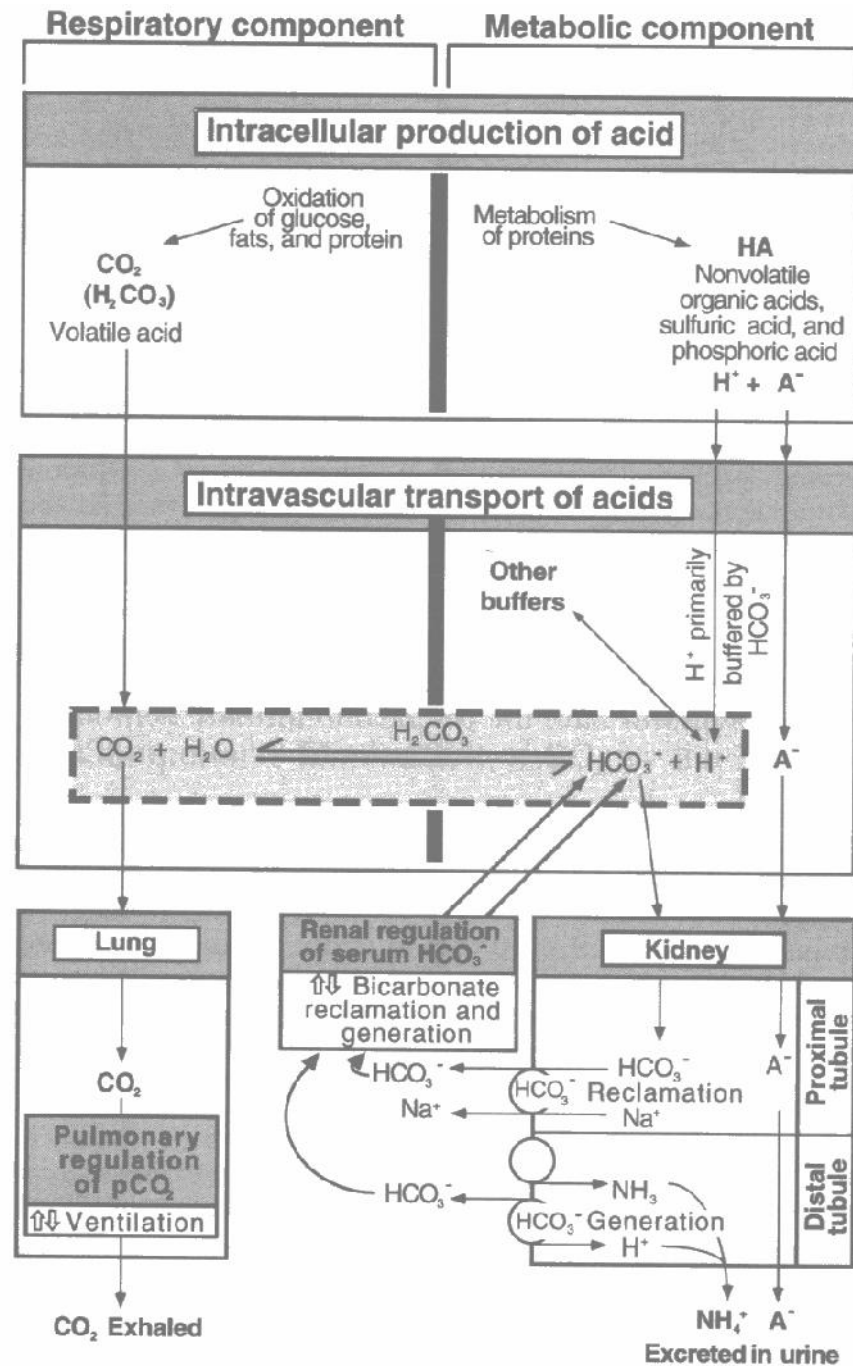 Respiratory component
Metabolic component
Intracellular production of acid
Oxidation
of glucose,
fats, and protein
CO₂
(H₂CO₃)
Volatile acid
Metabolism
of proteins
HA
Nonvolatile
organic acids,
sulfuric acid, and
phosphoric acid
H⁺ + A⁻
Intravascular transport of acids
Other
buffers
H⁺ primarily
buffered by
HCO₃⁻
CO₂ + H₂O
H₂CO₃
HCO₃⁻ + H⁺
A⁻
Lung
CO₂
Pulmonary
regulation
of pCO₂
⇧⇩ Ventilation
CO₂ Exhaled
Renal regulation
of serum HCO₃⁻
⇧⇩ Bicarbonate
reclamation and
generation
Kidney
HCO₃⁻
HCO₃⁻
HCO₃⁻
A⁻
Reclamation
Na⁺
Na⁺
Proximal
tubule
HCO₃⁻
NH₃
HCO₃⁻ Generation
H⁺
Distal
tubule
NH₄⁺ A⁻
Excreted in urine